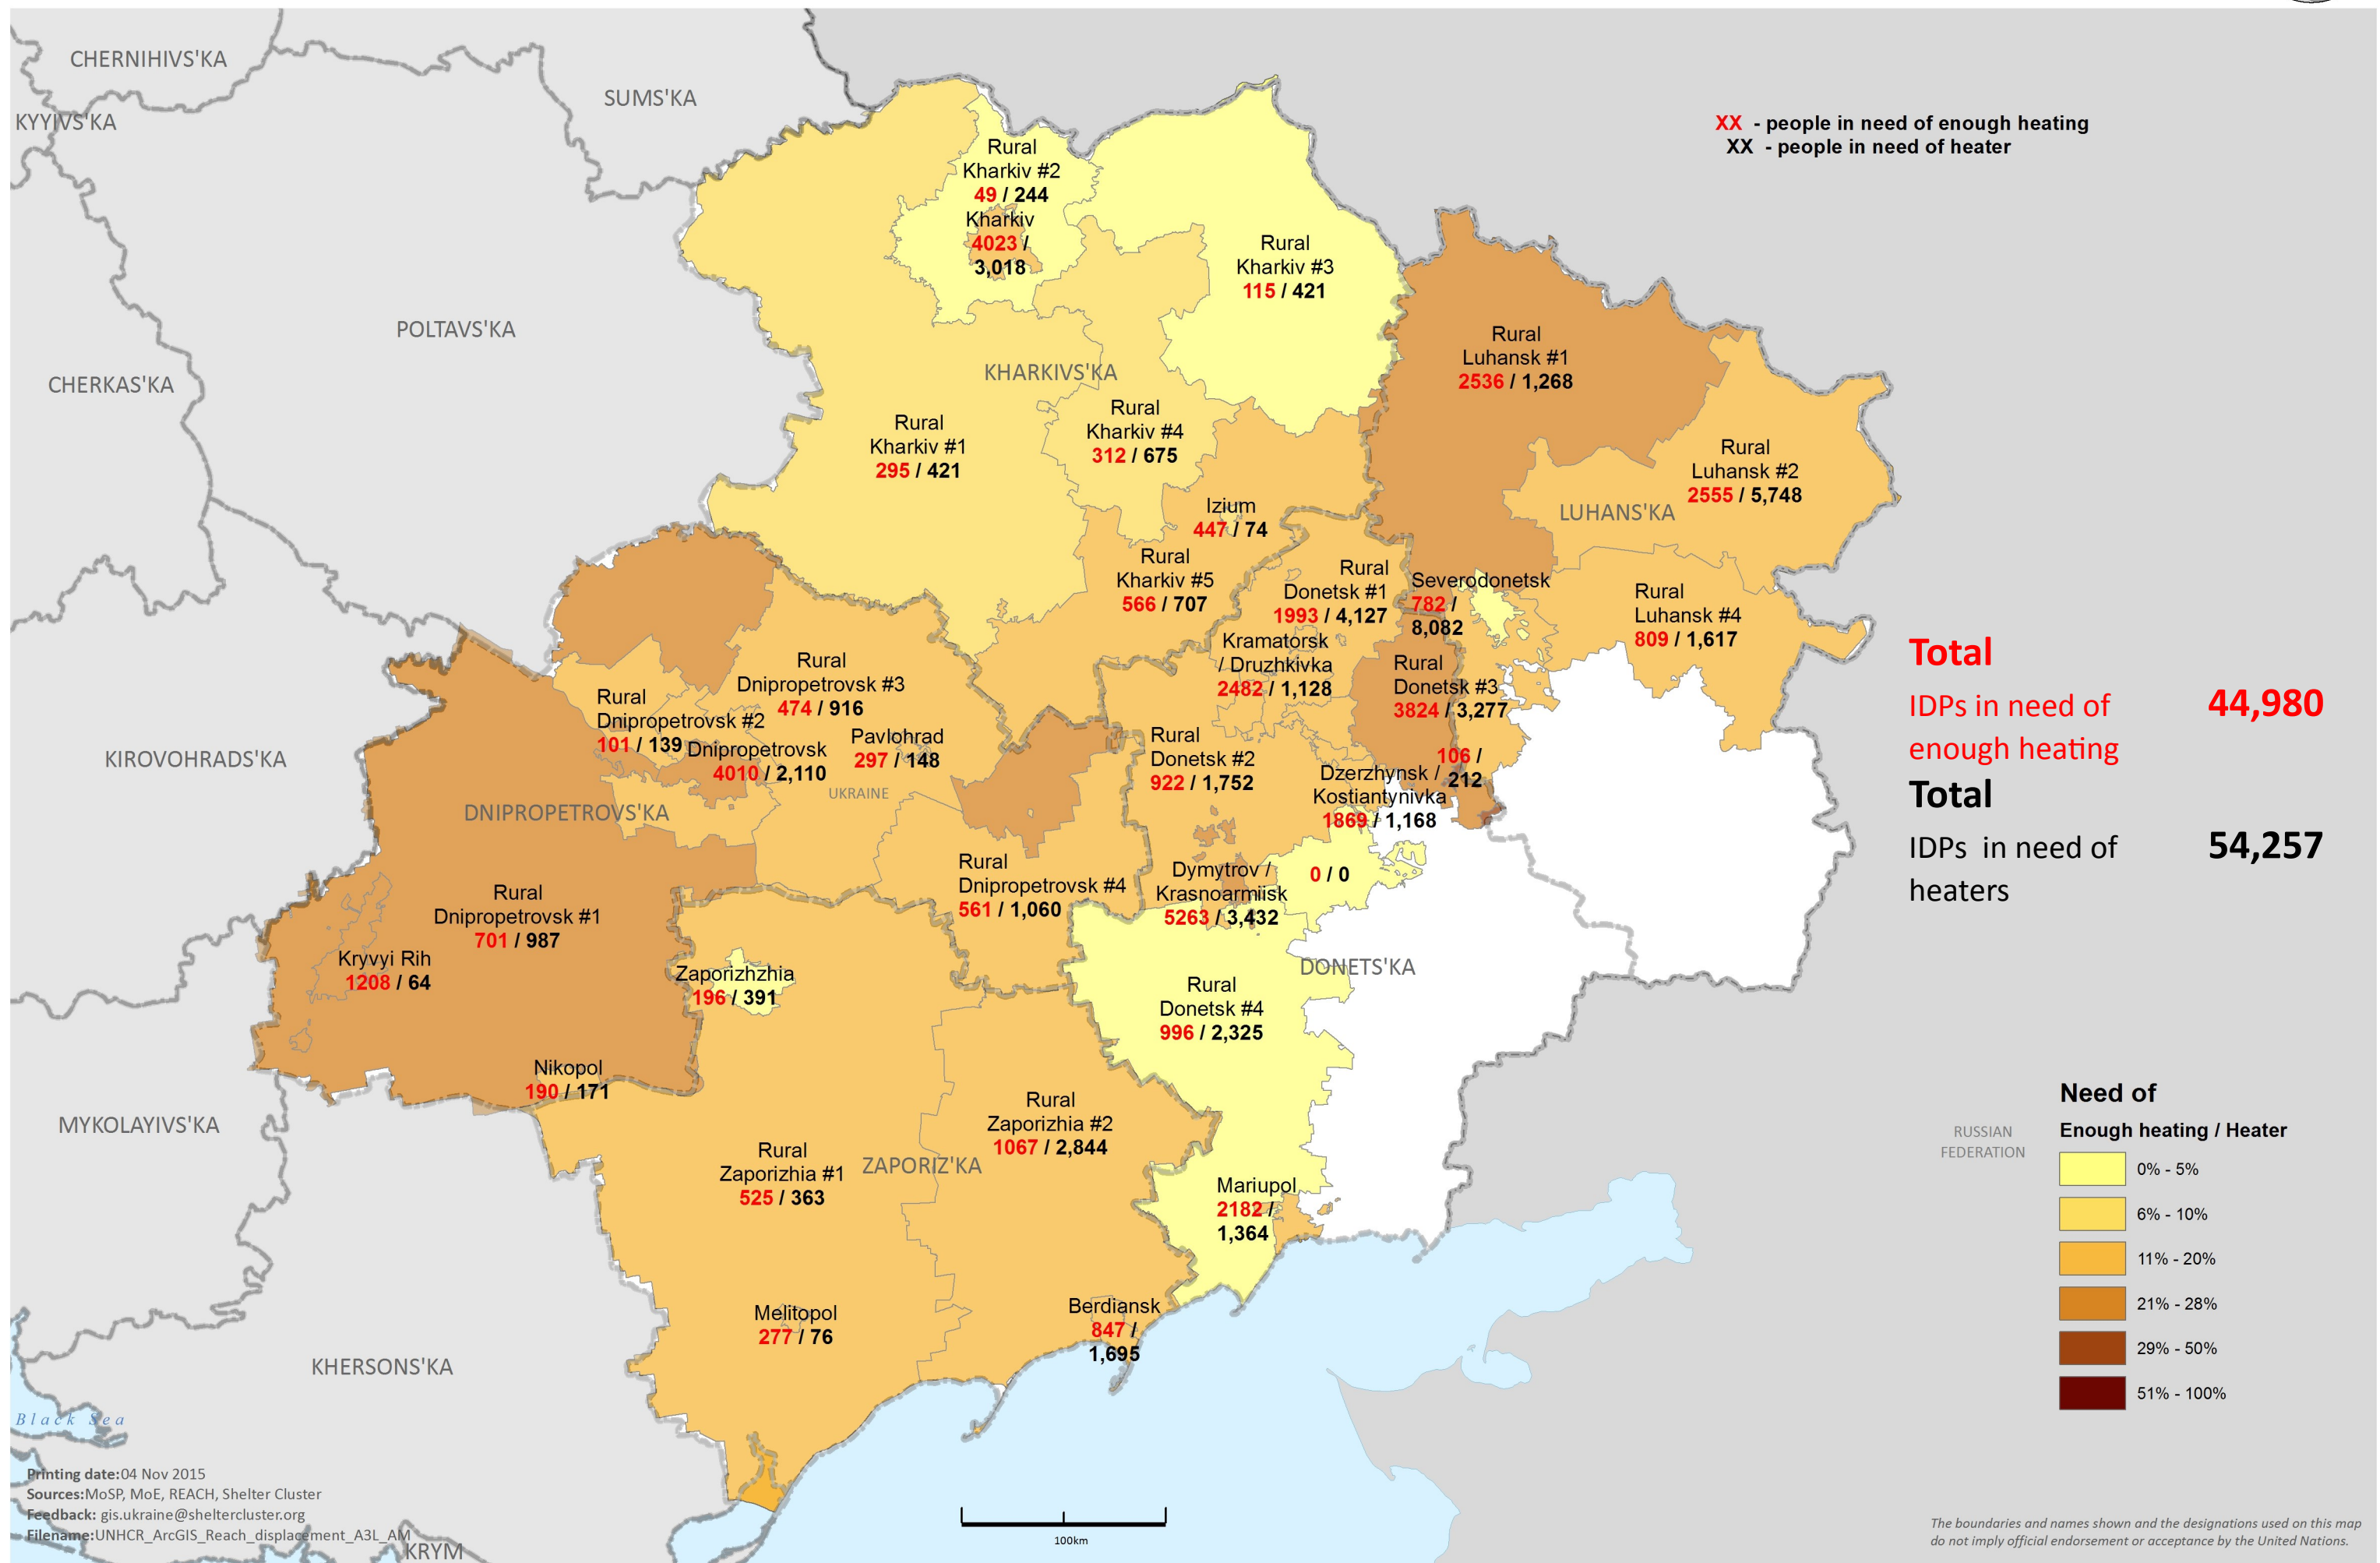 CHERNIHIVS'KA
SUMS'KA
KYYIVS'KA
XX - people in need of enough heating
XX - people in need of heater
Rural
Kharkiv #2
49 / 244
Kharkiv
4023 /
3,018
Rural
Kharkiv #3
115 / 421
POLTAVS'KA
CHERKAS'KA
KHARKIVS'KA
Rural
Luhansk #1
2536 / 1,268
Rural
Kharkiv #1
295 / 421
Rural
Kharkiv #4
312 / 675
Rural
Luhansk #2
2555 / 5,748
LUHANS'KA
Izium
447 / 74
Rural
Kharkiv #5
566 / 707
Rural
Donetsk #1
1993 / 4,127
Severodonetsk
782 /
8,082
Rural
Luhansk #4
809 / 1,617
Kramatorsk
/ Druzhkivka
2482 / 1,128
Rural
Donetsk #3
3824 / 3,277
Total
IDPs in need of
enough heating
44,980
Total
IDPs in need of
heaters
54,257
Rural
Dnipropetrovsk #3
474 / 916
Rural
Dnipropetrovsk #2
101 / 139
Dnipropetrovsk
4010 / 2,110
Pavlohrad
297 / 148
Rural
Donetsk #2
922 / 1,752
106 /
212
Dzerzhynsk /
Kostiantynivka
1869 / 1,168
KIROVOHRADS'KA
DNIPROPETROVS'KA
UKRAINE
Rural
Dnipropetrovsk #4
561 / 1,060
Dymytrov /
Krasnoarmiisk
5263 / 3,432
0 / 0
Rural
Dnipropetrovsk #1
701 / 987
Kryvyi Rih
1208 / 64
Zaporizhzhia
196 / 391
DONETS'KA
Rural
Donetsk #4
996 / 2,325
Nikopol
190 / 171
MYKOLAYIVS'KA
Rural
Zaporizhia #2
1067 / 2,844
Rural
Zaporizhia #1
525 / 363
ZAPORIZ'KA
Mariupol
2182 /
1,364
Melitopol
277 / 76
Berdiansk
847 /
1,695
KHERSONS'KA
RUSSIAN
FEDERATION
Need of
Enough heating / Heater
0% - 5%
6% - 10%
11% - 20%
21% - 28%
29% - 50%
51% - 100%
Black Sea
Printing date:04 Nov 2015
Sources:MoSP, MoE, REACH, Shelter Cluster
Feedback: gis.ukraine@sheltercluster.org
Filename:UNHCR_ArcGIS_Reach_displacement_A3L_AM
KRYM
100km
The boundaries and names shown and the designations used on this map
do not imply official endorsement or acceptance by the United Nations.